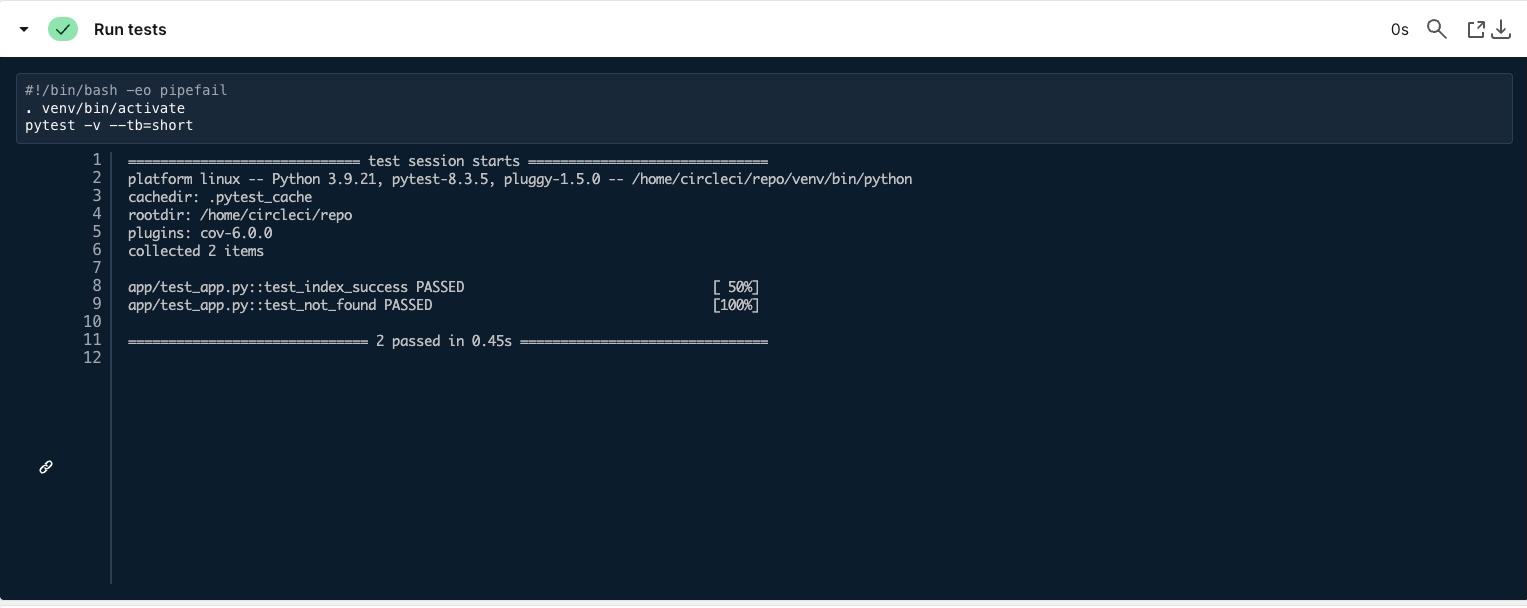 Run tests
0s
#!/bin/bash -eo pipefail
. venv/bin/activate
pytest -v --tb=short
1 ============================= test session starts ==============================
2 platform linux -- Python 3.9.21, pytest-8.3.5, pluggy-1.5.0 -- /home/circleci/repo/venv/bin/python
3 cachedir: .pytest_cache
4 rootdir: /home/circleci/repo
5 plugins: cov-6.0.0
6 collected 2 items
7
8 app/test_app.py::test_index_success PASSED                               [ 50%]
9 app/test_app.py::test_not_found PASSED                                   [100%]
10
11 ============================== 2 passed in 0.45s ===============================
12